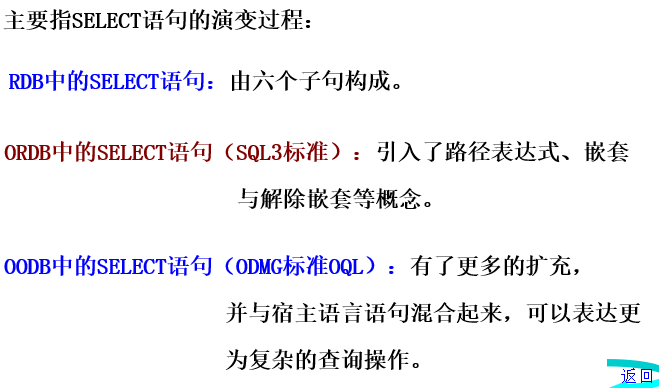 主要指SELECT语句的演变过程：
RDB中的SELECT语句：由六个子句构成。
ORDB中的SELECT语句（SQL3标准）：引入了路径表达式、嵌套
与解除嵌套等概念。
OODB中的SELECT语句（ODMG标准OQL）：有了更多的扩充，
并与宿主语言语句混合起来，可以表达更
为复杂的查询操作。
返回